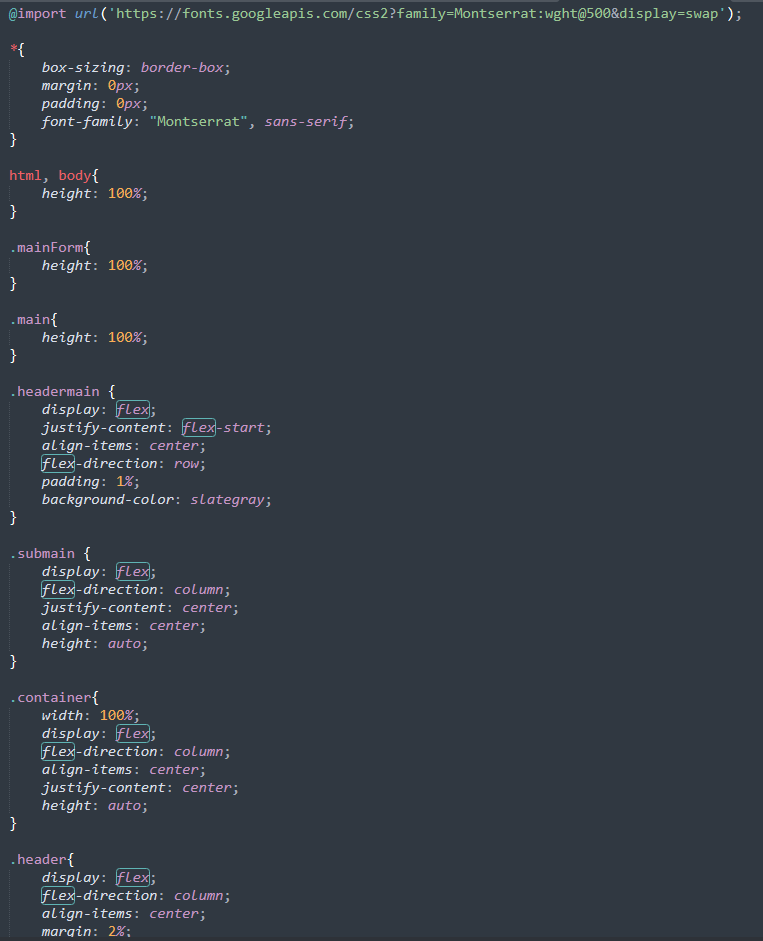 @import url('https://fonts.googleapis.com/css2?family=Montserrat:wght@500&display=swap');
*{
box-sizing: border-box;
margin: 0px;
padding: 0px;
font-family: "Montserrat", sans-serif;
}
html, body{
height: 100%;
}
.mainForm{
height: 100%;
}
.main{
height: 100%;
}
.headermain {
display: flex;
justify-content: flex-start;
align-items: center;
flex-direction: row;
padding: 1%;
background-color: slategray;
}
.submain {
display: flex;
flex-direction: column;
justify-content: center;
align-items: center;
height: auto;
}
.container{
width: 100%;
display: flex;
flex-direction: column;
align-items: center;
justify-content: center;
height: auto;
}
.header{
display: flex;
flex-direction: column;
align-items: center;
margin: 2%;